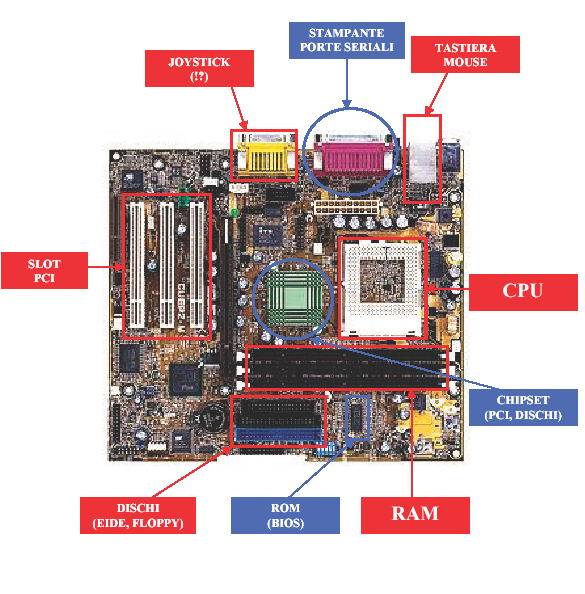 STAMPANTE
PORTE SERIALI
JOYSTICK
(!?)
TASTIERA
MOUSE
SLOT
PCI
CPU
CHIPSET
(PCI, DISCHI)
DISCHI
(EIDE, FLOPPY)
ROM
(BIOS)
RAM